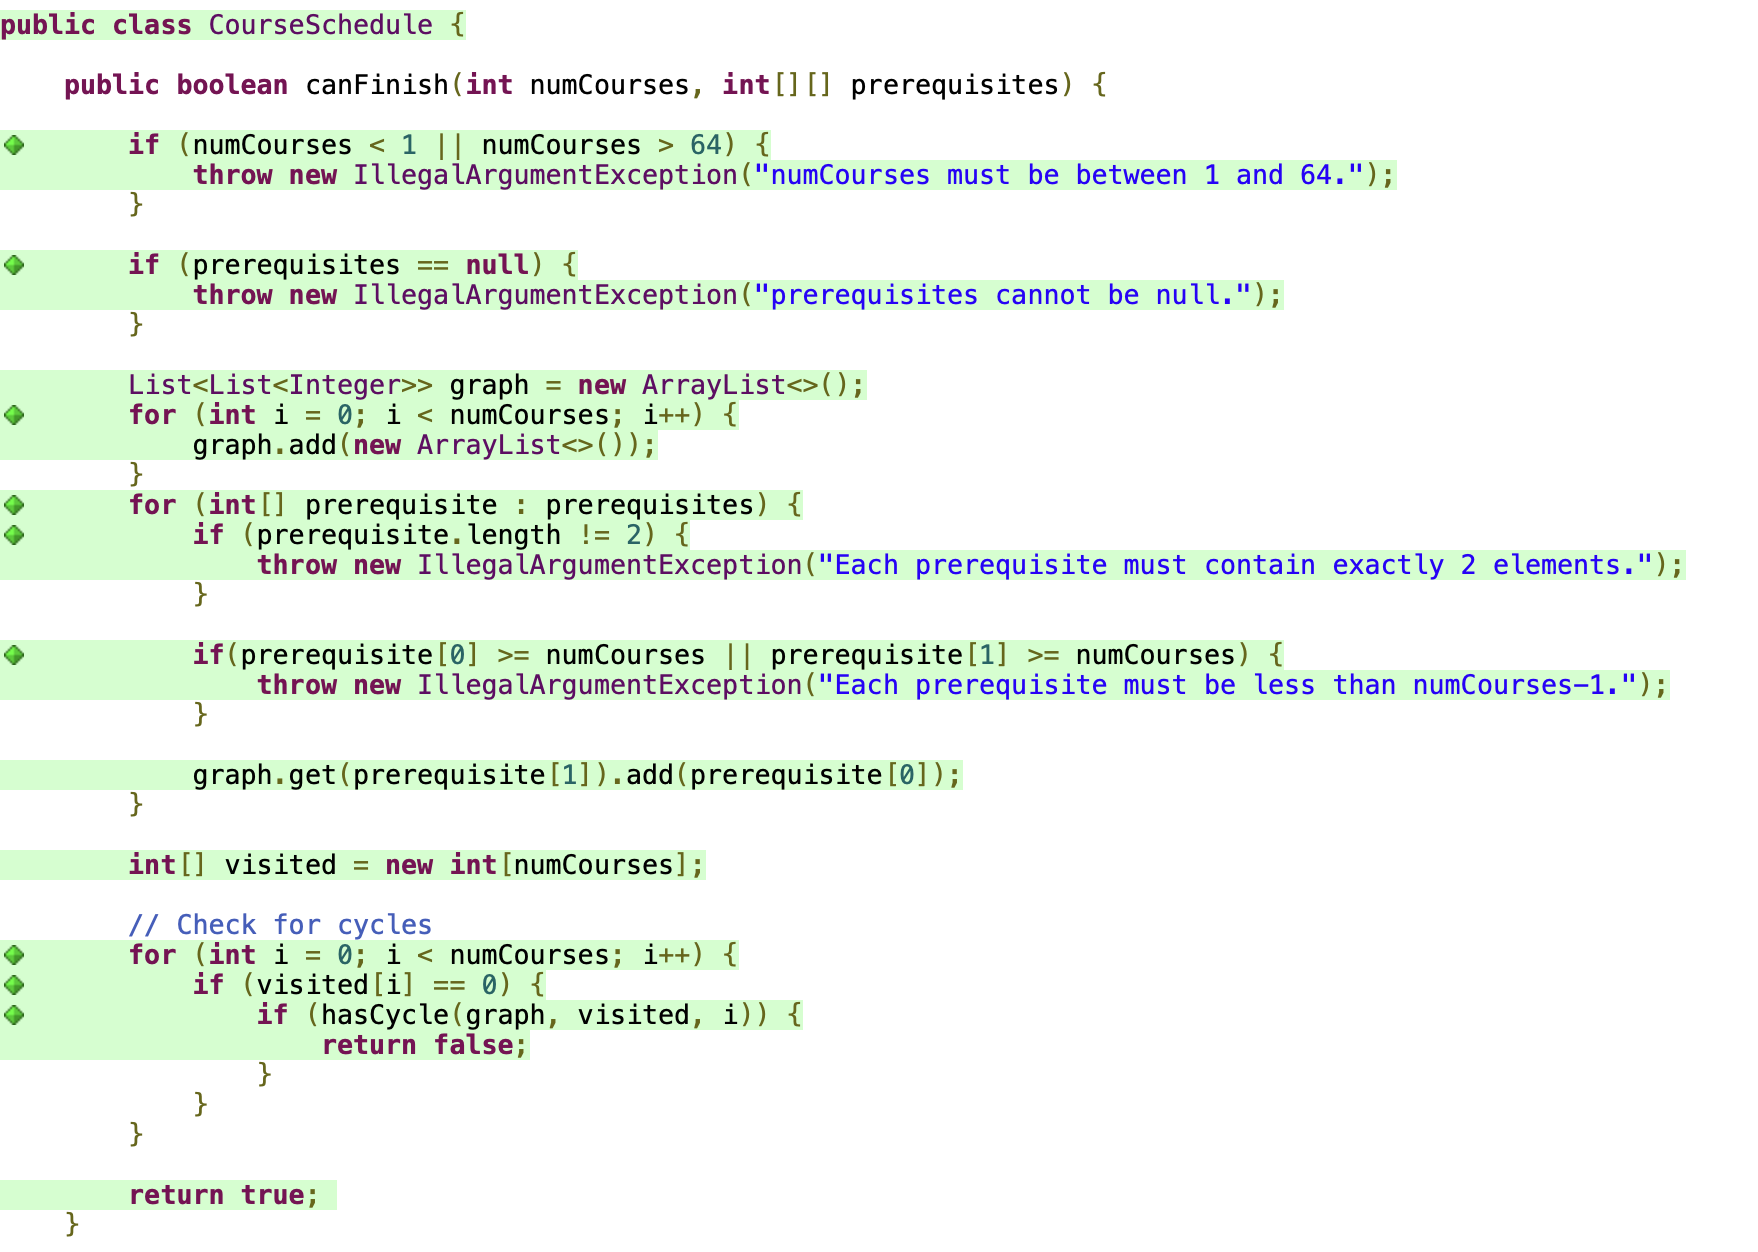 public class CourseSchedule {
    public boolean canFinish(int numCourses, int[][] prerequisites) {
        if (numCourses < 1 || numCourses > 64) {
            throw new IllegalArgumentException("numCourses must be between 1 and 64.");
        }
        if (prerequisites == null) {
            throw new IllegalArgumentException("prerequisites cannot be null.");
        }
        List<List<Integer>> graph = new ArrayList<>();
        for (int i = 0; i < numCourses; i++) {
            graph.add(new ArrayList<>());
        }
        for (int[] prerequisite : prerequisites) {
            if (prerequisite.length != 2) {
                throw new IllegalArgumentException("Each prerequisite must contain exactly 2 elements.");
            }
            if(prerequisite[0] >= numCourses || prerequisite[1] >= numCourses) {
                throw new IllegalArgumentException("Each prerequisite must be less than numCourses-1.");
            }
            graph.get(prerequisite[1]).add(prerequisite[0]);
        }
        int[] visited = new int[numCourses];
        // Check for cycles
        for (int i = 0; i < numCourses; i++) {
            if (visited[i] == 0) {
                if (hasCycle(graph, visited, i)) {
                    return false;
                }
            }
        }
        return true;
    }